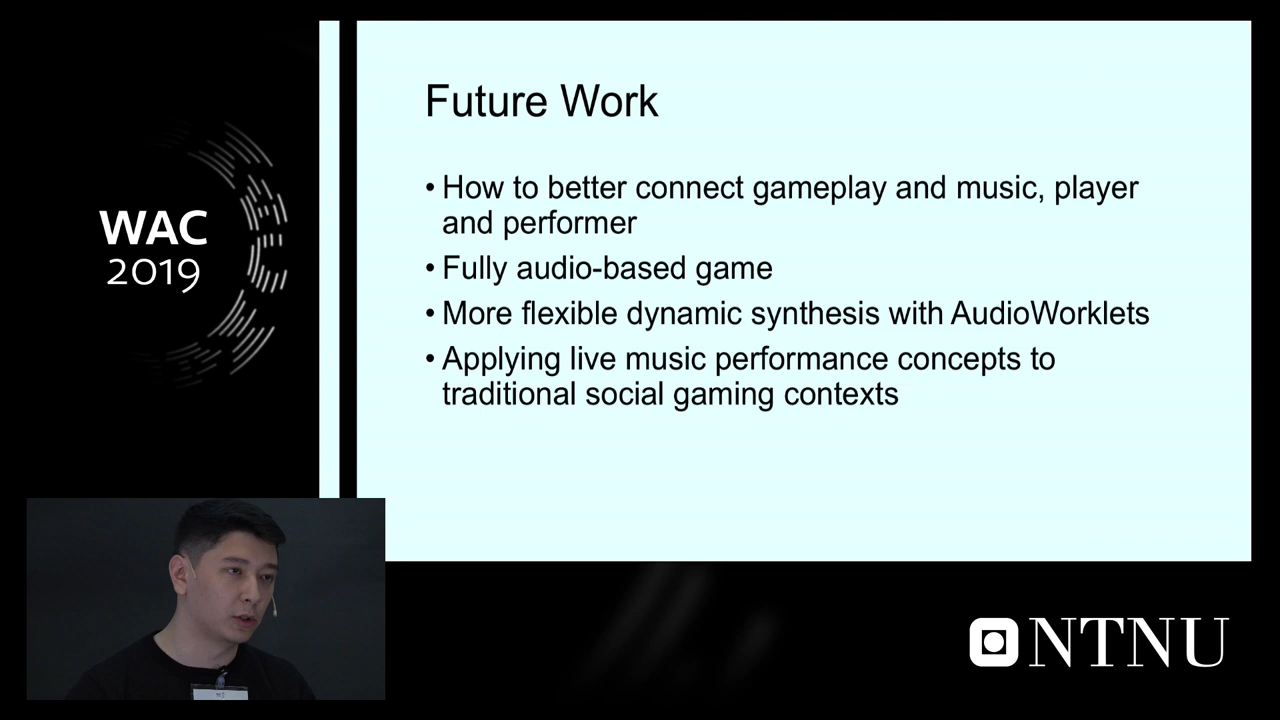 WAC
2019
Future Work
• How to better connect gameplay and music, player
and performer
• Fully audio-based game
• More flexible dynamic synthesis with AudioWorklets
• Applying live music performance concepts to
traditional social gaming contexts
NTNU